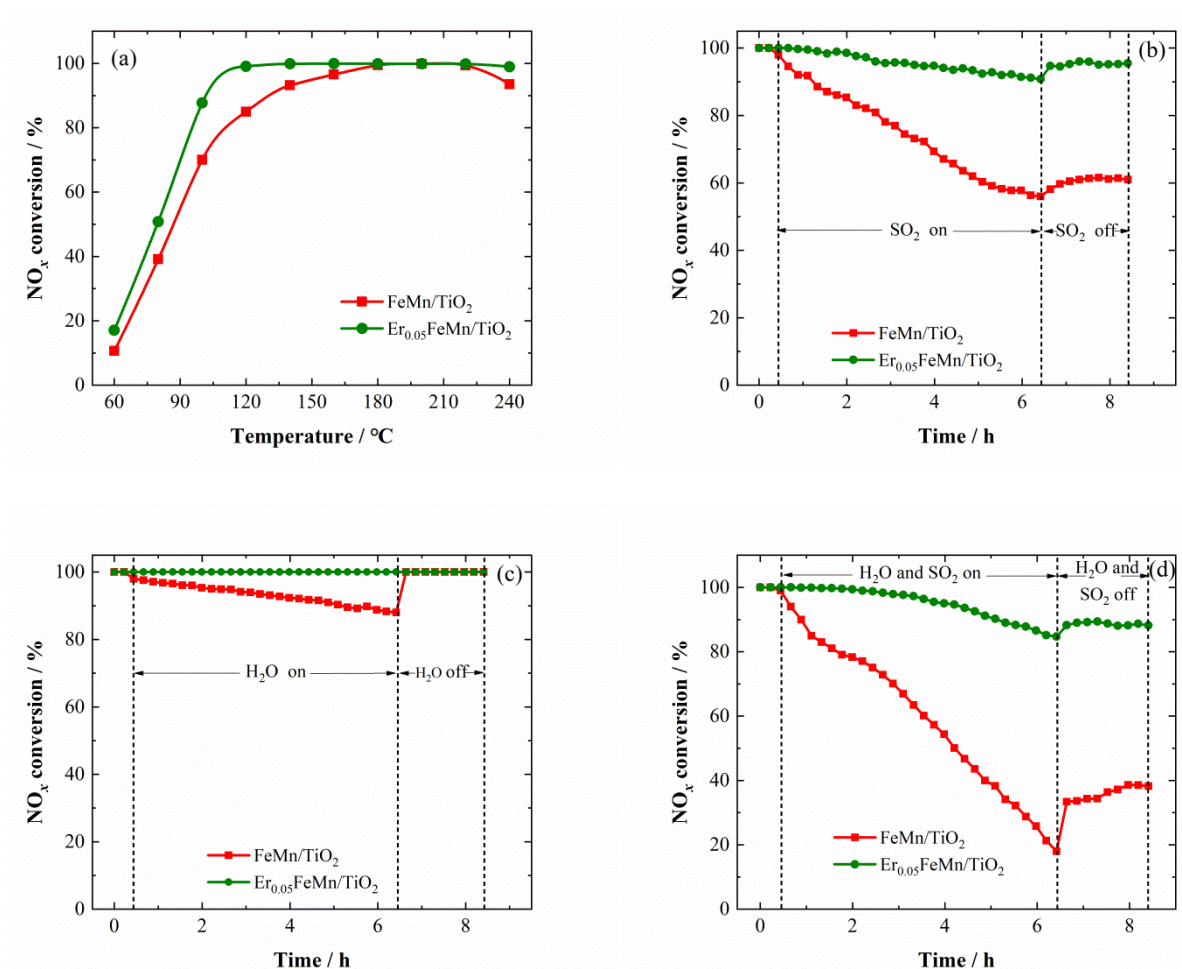 (a)
NOx conversion / %
100
80
60
40
20
0
FeMn/TiO2
Er0.05FeMn/TiO2
60 90 120 150 180 210 240
Temperature / °C
(b)
NOx conversion / %
100
80
60
40
20
0
SO2 on
SO2 off
FeMn/TiO2
Er0.05FeMn/TiO2
0 2 4 6 8
Time / h
(c)
NOx conversion / %
100
80
60
40
20
0
H2O on
H2O off
FeMn/TiO2
Er0.05FeMn/TiO2
0 2 4 6 8
Time / h
(d)
NOx conversion / %
100
80
60
40
20
0
H2O and SO2 on
H2O and
SO2 off
FeMn/TiO2
Er0.05FeMn/TiO2
0 2 4 6 8
Time / h